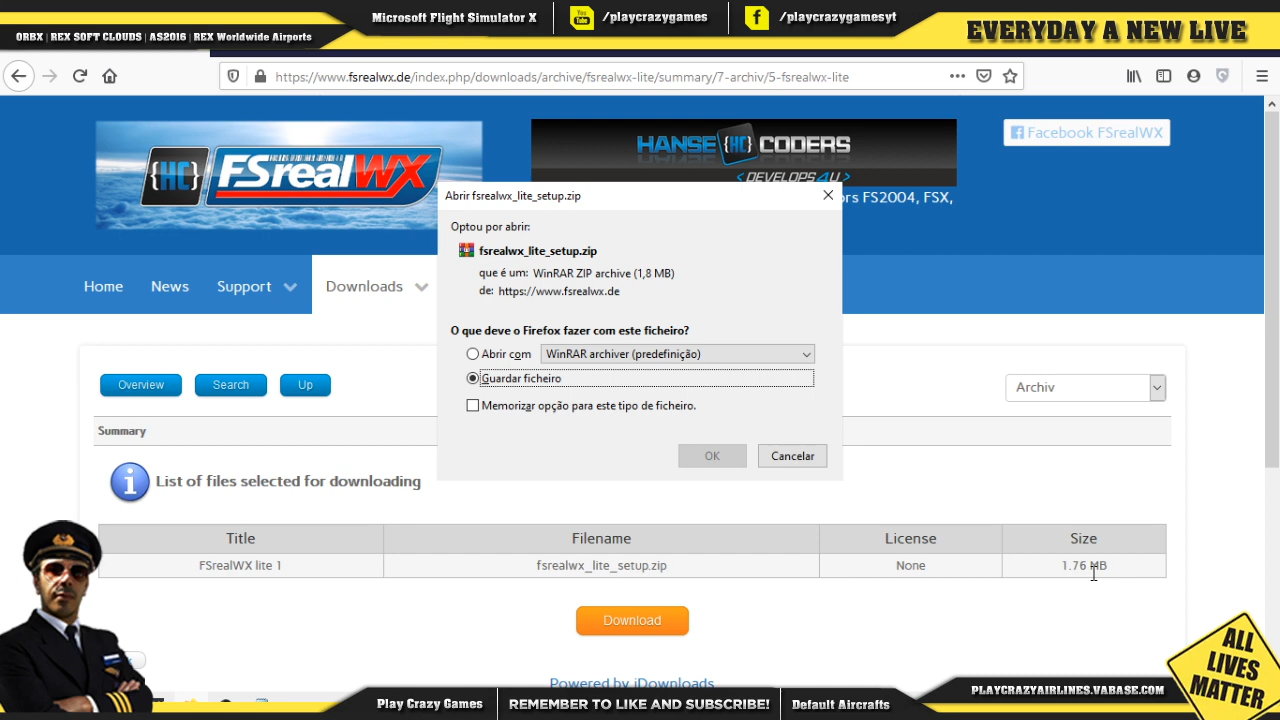 Microsoft Flight Simulator X
You Tube /playcrazygames
f /playcrazygamesyt
EVERYDAY A NEW LIVE
ORBX | REX SOFT CLOUDS | AS2016 | REX Worldwide Airports
https://www.fsrealwx.de/index.php/downloads/archive/fsrealwx-lite/summary/7-archiv/5-fsrealwx-lite
{HC} FSrealWX
HANSE {HC} CODERS
< DEVELOPS4U />
Facebook FSrealWX
ors FS2004, FSX,
Home
News
Support
Downloads
Abrir fsrealwx_lite_setup.zip
Optou por abrir:
fsrealwx_lite_setup.zip
que é um: WinRAR ZIP archive (1,8 MB)
de: https://www.fsrealwx.de
O que deve o Firefox fazer com este ficheiro?
Abrir com WinRAR archiver (predefinição)
Guardar ficheiro
Memorizar opção para este tipo de ficheiro.
OK
Cancelar
Overview
Search
Up
Archiv
Summary
List of files selected for downloading
Title Filename License Size
FSrealWX lite 1 fsrealwx_lite_setup.zip None 1.76 MB
Download
Powered by jDownloads
ALL LIVES MATTER
PLAYCRAZYAIRLINES.VABASE.COM
Play Crazy Games
REMEMBER TO LIKE AND SUBSCRIBE!
Default Aircrafts